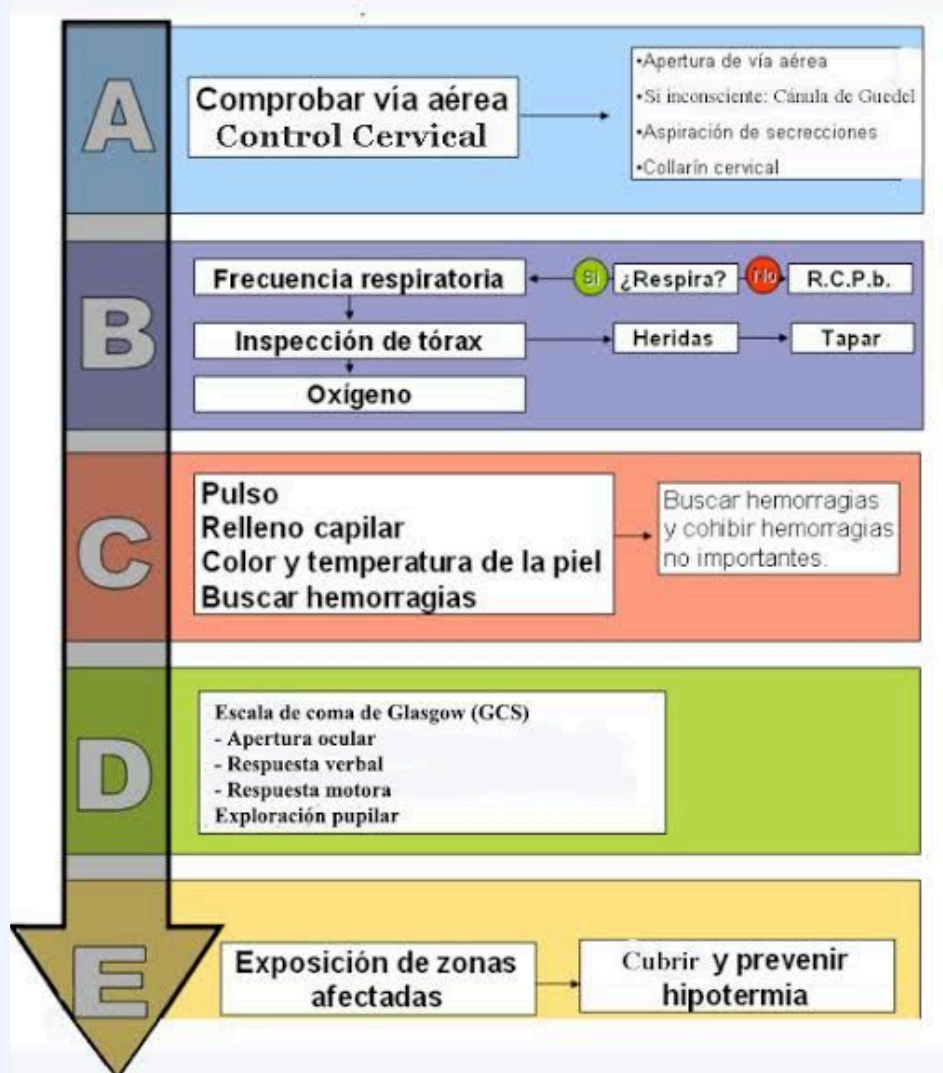 A
Comprobar vía aérea
Control Cervical
•Apertura de vía aérea
•Si inconsciente: Cánula de Guedel
•Aspiración de secrecciones
•Collarín cervical
B
Frecuencia respiratoria
Si
¿Respira?
No
R.C.P.b.
Inspección de tórax
Heridas
Tapar
Oxígeno
C
Pulso
Relleno capilar
Color y temperatura de la piel
Buscar hemorragias
Buscar hemorragias
y cohibir hemorragias
no importantes.
D
Escala de coma de Glasgow (GCS)
- Apertura ocular
- Respuesta verbal
- Respuesta motora
Exploración pupilar
E
Exposición de zonas
afectadas
Cubrir y prevenir
hipotermia